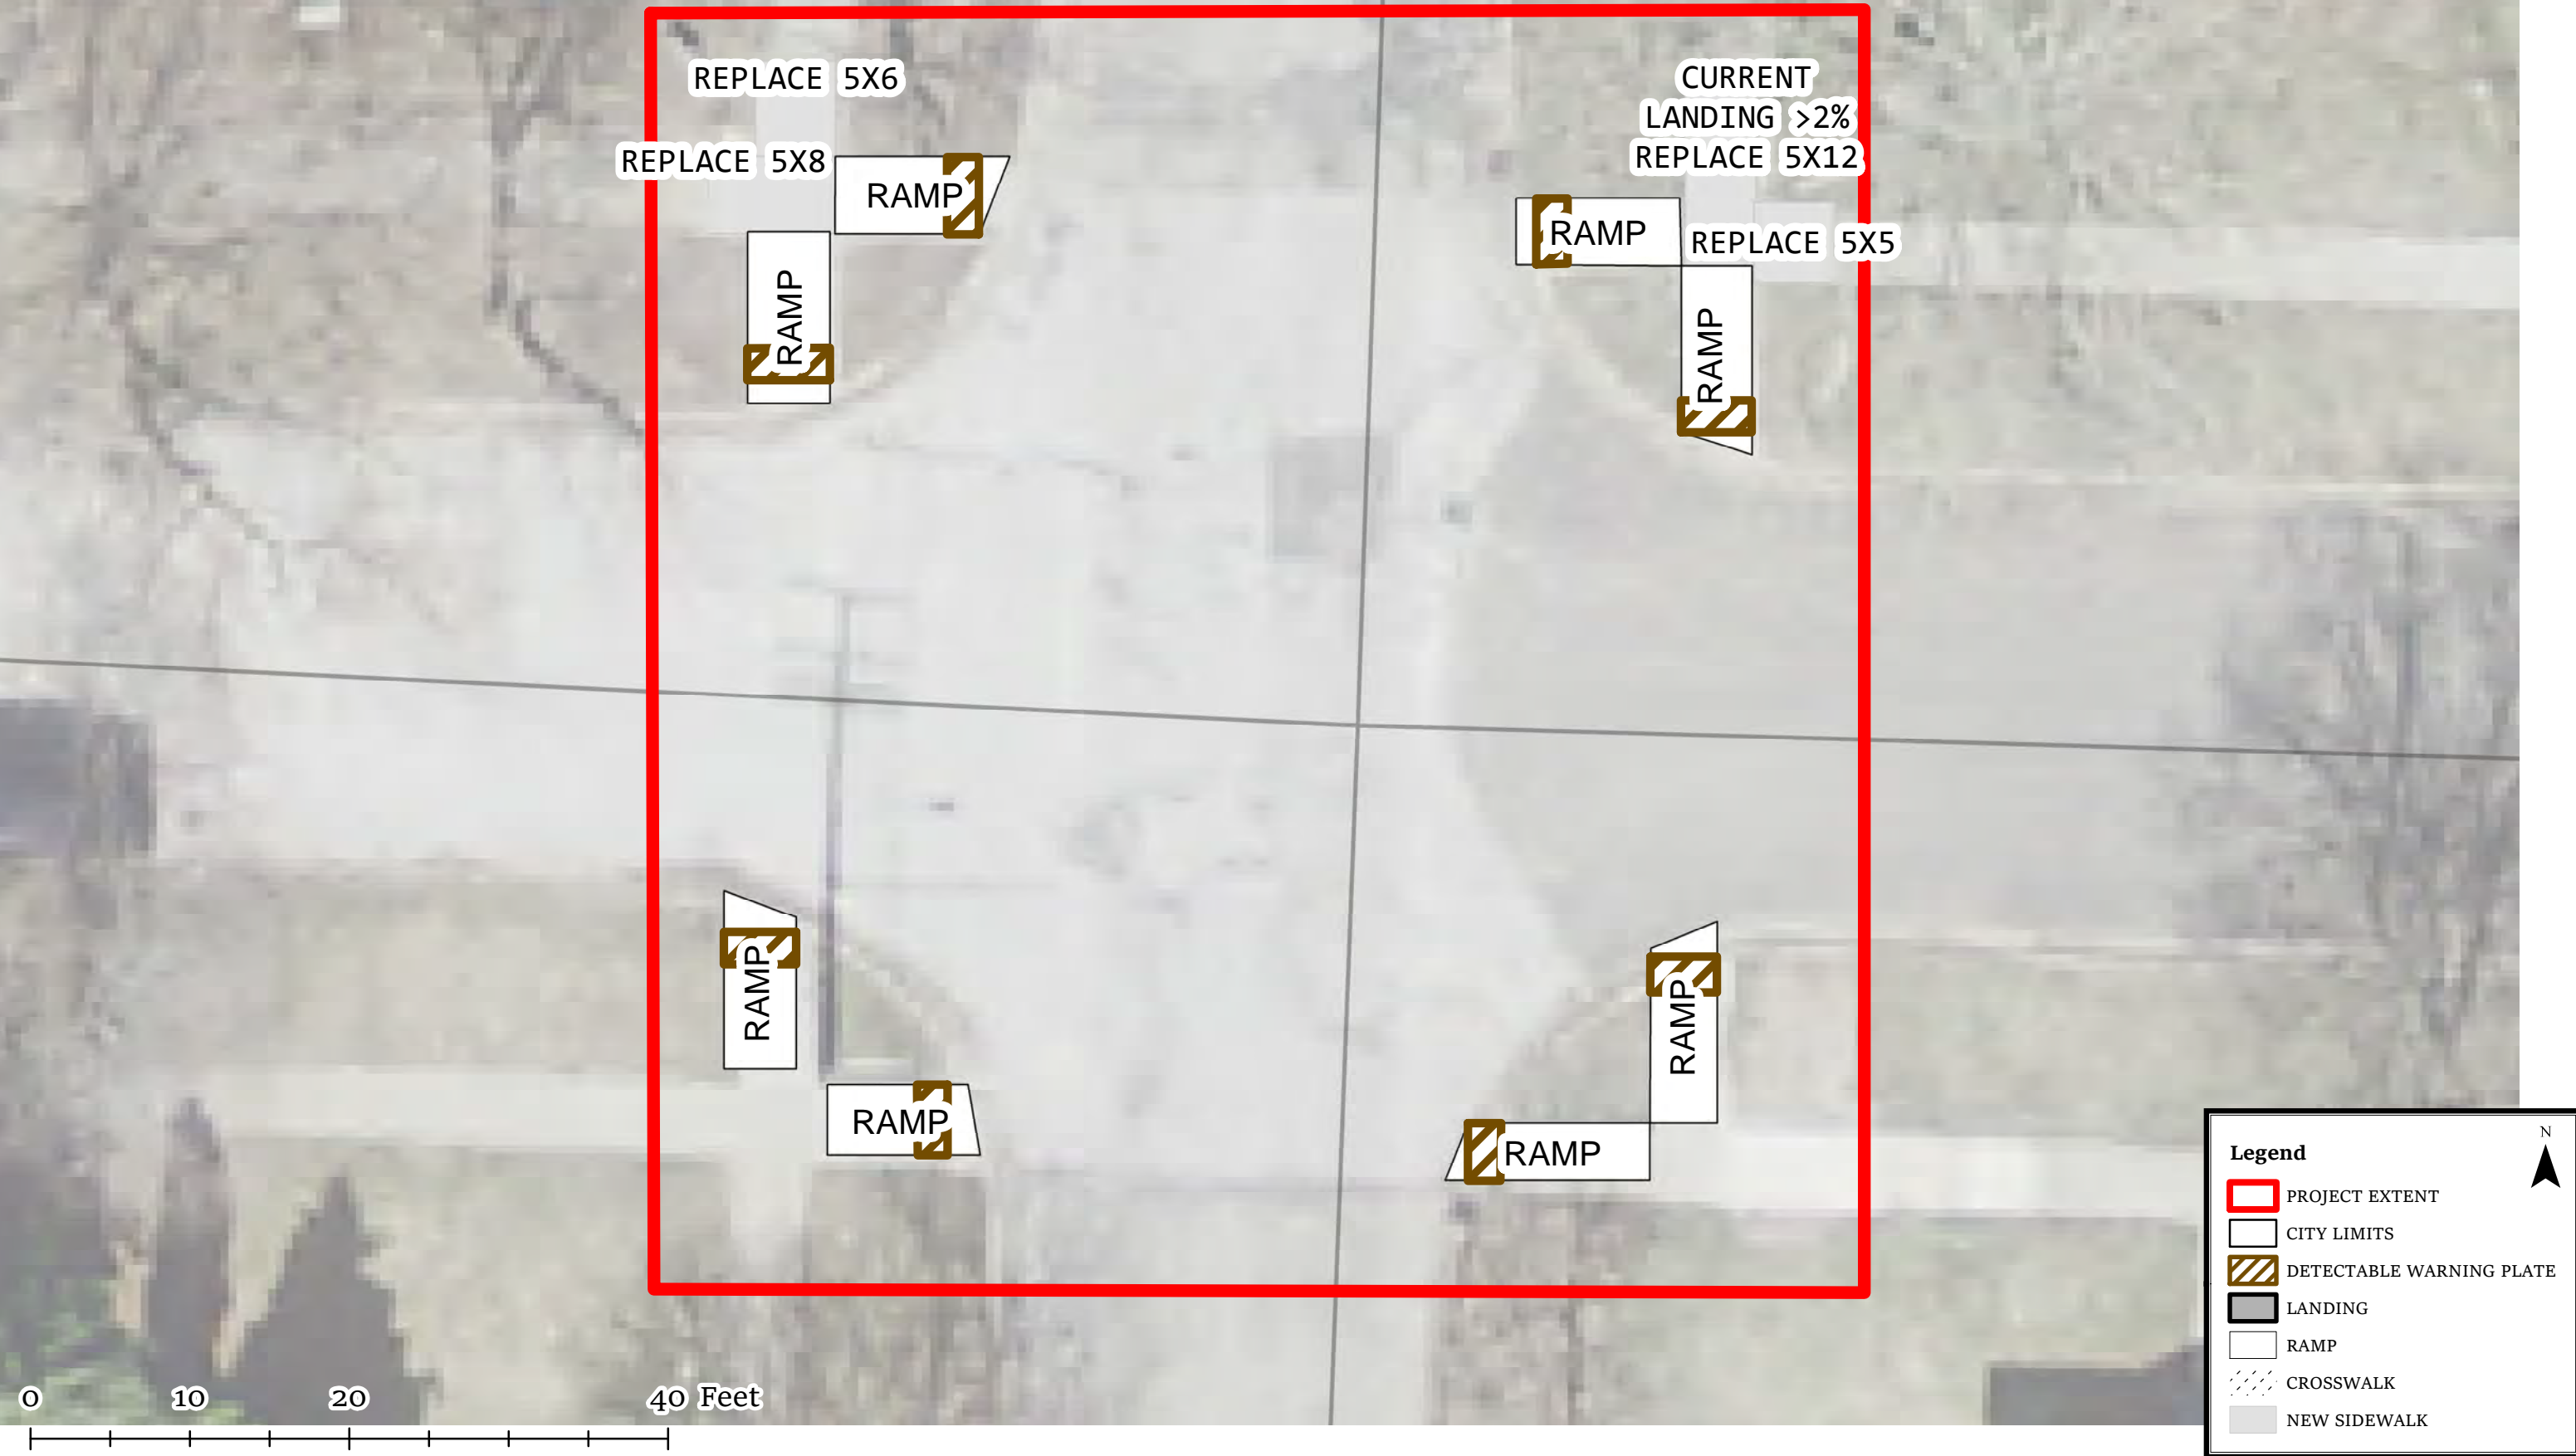 REPLACE 5X6
CURRENT
LANDING >2%
REPLACE 5X12
REPLACE 5X8
RAMP
RAMP
REPLACE 5X5
RAMP
RAMP
RAMP
RAMP
RAMP
RAMP
N
Legend
PROJECT EXTENT
CITY LIMITS
DETECTABLE WARNING PLATE
LANDING
RAMP
CROSSWALK
NEW SIDEWALK
0 10 20 40 Feet